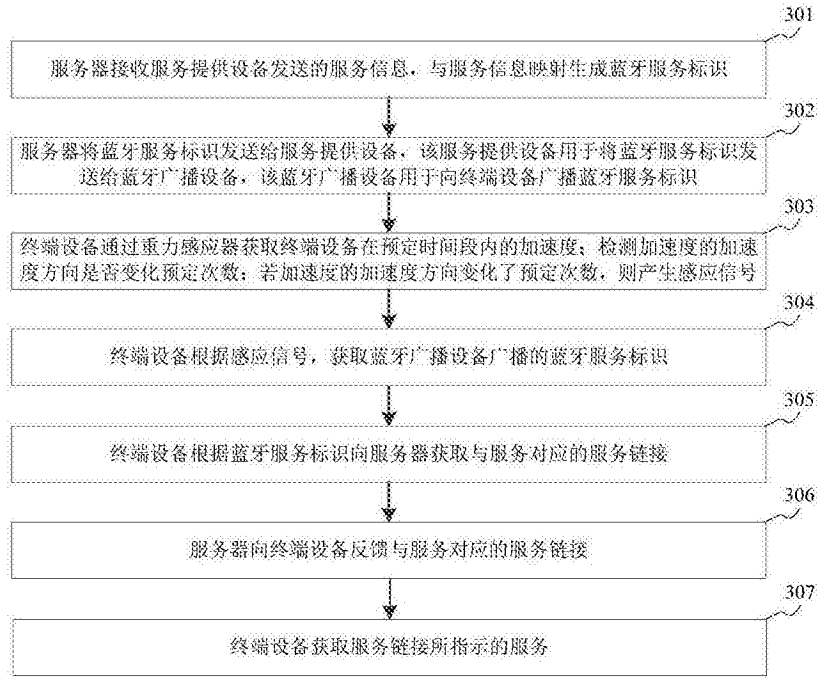 301
服务器接收服务提供设备发送的服务信息，与服务信息映射生成蓝牙服务标识
302
服务器将蓝牙服务标识发送给服务提供设备，该服务提供设备用于将蓝牙服务标识发
送给蓝牙广播设备，该蓝牙广播设备用于向终端设备广播蓝牙服务标识
303
终端设备通过重力感应器获取终端设备在预定时间段内的加速度；检测加速度的加速
度方向是否变化预定次数；若加速度的加速度方向变化了预定次数，则产生感应信号
304
终端设备根据感应信号，获取蓝牙广播设备广播的蓝牙服务标识
305
终端设备根据蓝牙服务标识向服务器获取与服务对应的服务链接
306
服务器向终端设备反馈与服务对应的服务链接
307
终端设备获取服务链接所指示的服务